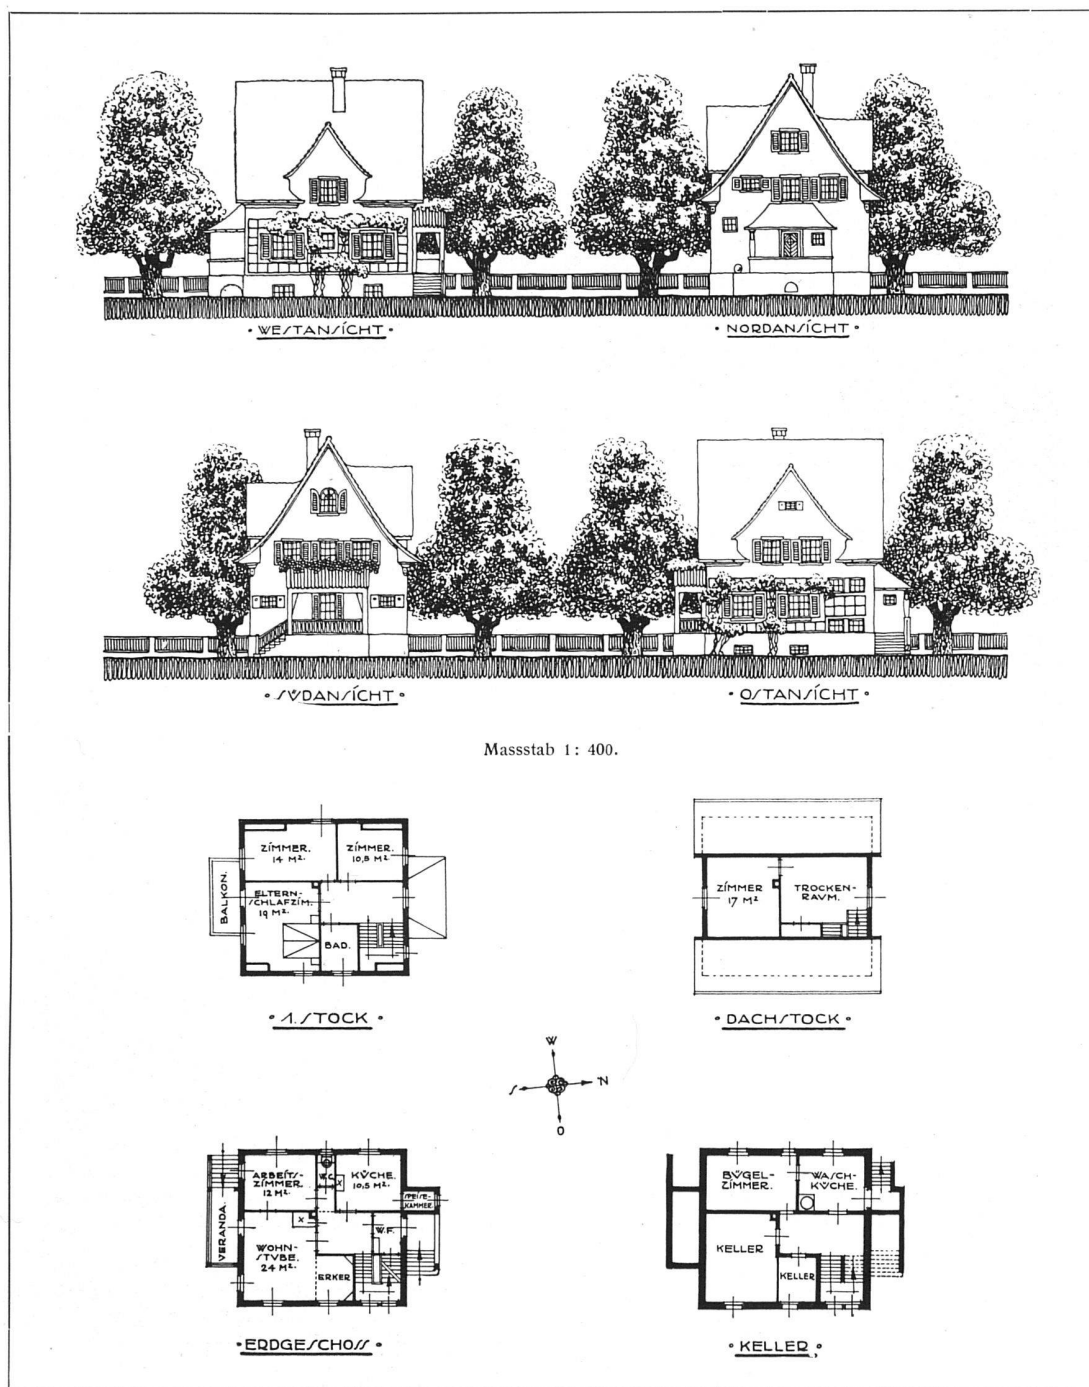 · WESTANSICHT ·
· NORDANSICHT ·
· SÜDANSICHT ·
· OSTANSICHT ·
Massstab 1 : 400.
ZIMMER.
14 M².
ZIMMER.
10,8 M².
BALKON.
ELTERN-
SCHLAFZIM.
19 M².
BAD.
· 1. STOCK ·
ZIMMER
17 M²
TROCKEN-
RAUM.
· DACHSTOCK ·
W
S
N
O
ARBEITS-
ZIMMER.
12 M².
W.C.
X
KÜCHE.
10,5 M².
SPEISE-
KAMMER.
VERANDA.
X
W.F.
WOHN-
STUBE.
24 M².
ERKER
· ERDGESCHOSS ·
BÜGEL-
ZIMMER.
WASCH-
KÜCHE.
KELLER
KELLER
· KELLER ·